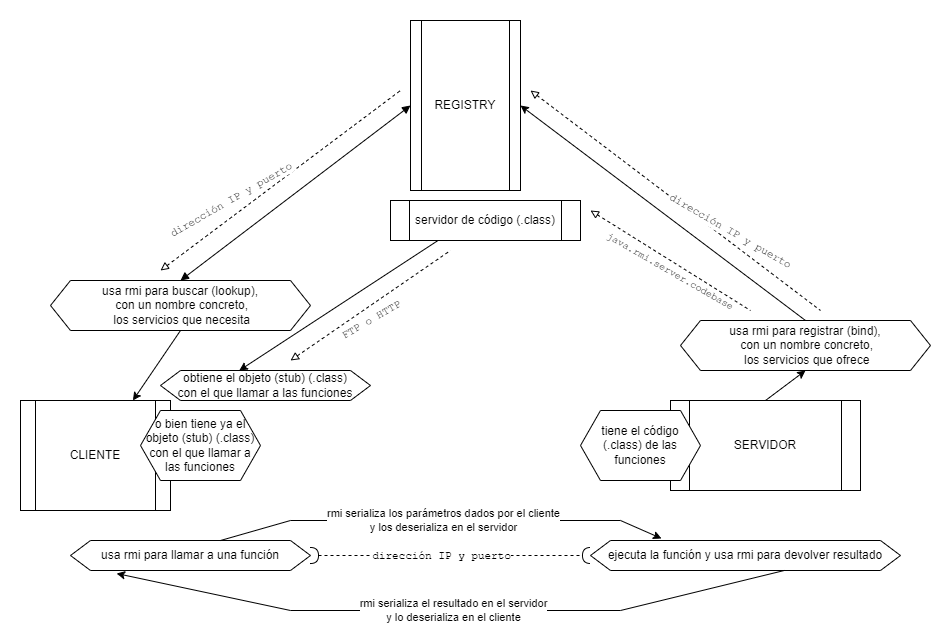 REGISTRY
dirección IP y puerto
dirección IP y puerto
servidor de código (.class)
java.rmi.server.codebase
usa rmi para buscar (lookup),
con un nombre concreto,
los servicios que necesita
FTP o HTTP
usa rmi para registrar (bind),
con un nombre concreto,
los servicios que ofrece
obtiene el objeto (stub) (.class)
con el que llamar a las funciones
CLIENTE
o bien tiene ya el
objeto (stub) (.class)
con el que llamar a
las funciones
tiene el código
(.class) de las
funciones
SERVIDOR
rmi serializa los parámetros dados por el cliente
y los deserializa en el servidor
usa rmi para llamar a una función
dirección IP y puerto
ejecuta la función y usa rmi para devolver resultado
rmi serializa el resultado en el servidor
y lo deserializa en el cliente